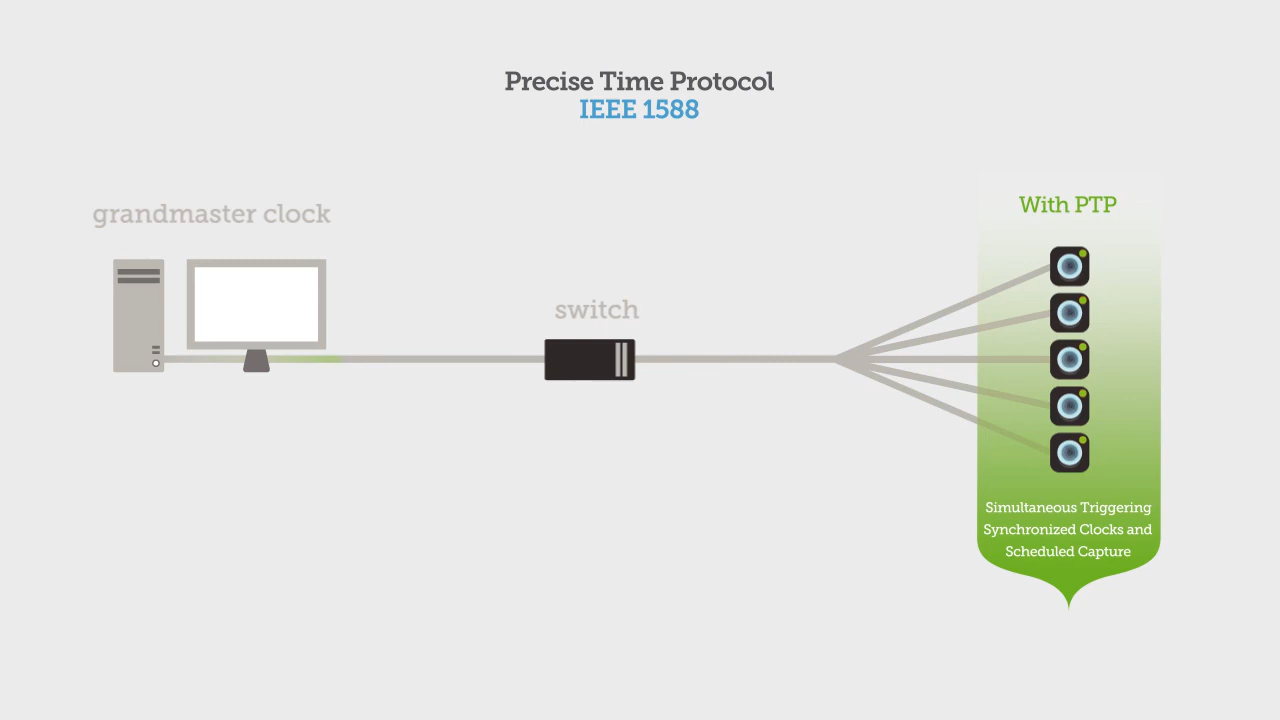 Precise Time Protocol
IEEE 1588
grandmaster clock
switch
With PTP
Simultaneous Triggering
Synchronized Clocks and
Scheduled Capture